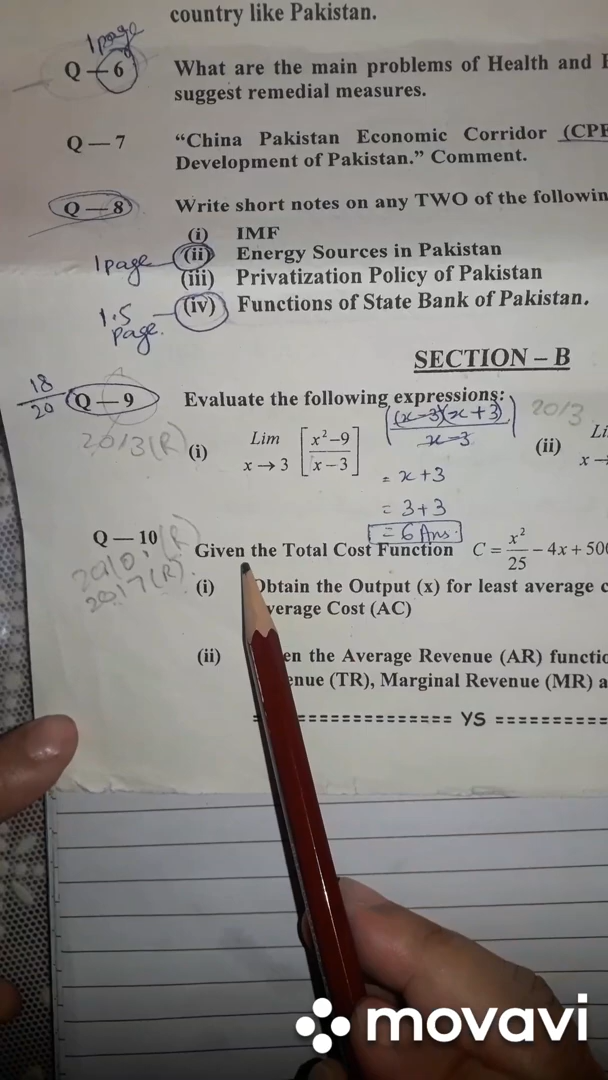 country like Pakistan.
1 page
Q — 6 What are the main problems of Health and
suggest remedial measures.
Q — 7 "China Pakistan Economic Corridor (CPE
Development of Pakistan." Comment.
Q — 8 Write short notes on any TWO of the followin
(i) IMF
1 page (ii) Energy Sources in Pakistan
(iii) Privatization Policy of Pakistan
1.5 page. (iv) Functions of State Bank of Pakistan.
SECTION – B
18/20 Q — 9 Evaluate the following expressions:
2013(R) (i) Lim x → 3 [x²–9 / x–3] (x-3)(x+3) / x-3 2013 (ii) Li
x →
= x+3
= 3+3
= 6 Ans.
Q — 10 Given the Total Cost Function C = x²/25 – 4x + 500
2010, (R)
2017(R).
(i) Obtain the Output (x) for least average c
verage Cost (AC)
(ii) en the Average Revenue (AR) functio
enue (TR), Marginal Revenue (MR) a
=============== YS ==========
movavi